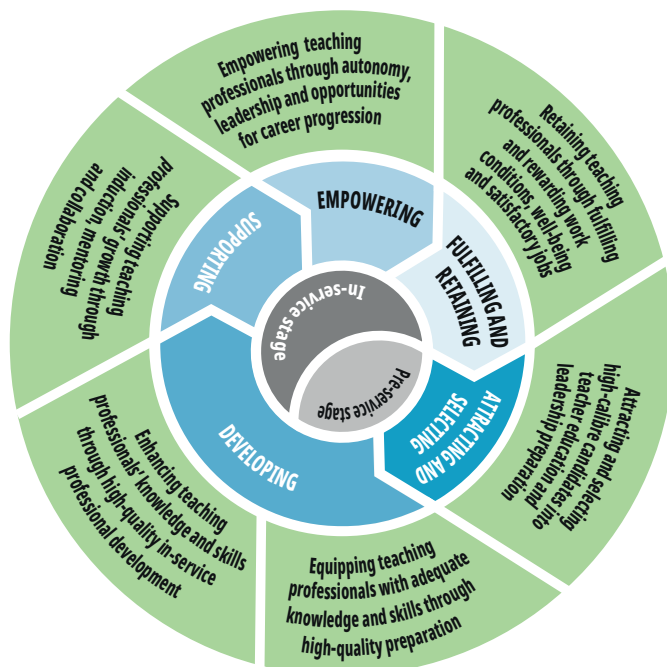 Empowering teaching
professionals through autonomy,
leadership and opportunities
for career progression
Retaining teaching
professionals through fulfilling
and rewarding work
conditions, well-being
and satisfactory jobs
Attracting and selecting
high-calibre candidates into
teacher education and
leadership preparation
Equipping teaching
professionals with adequate
knowledge and skills through
high-quality preparation
Enhancing teaching
professionals' knowledge and skills
through high-quality in-service
professional development
Supporting teaching
professionals' growth through
induction, mentoring
and collaboration
EMPOWERING
FULFILLING AND
RETAINING
ATTRACTING AND
SELECTING
DEVELOPING
SUPPORTING
In-service stage
Pre-service stage